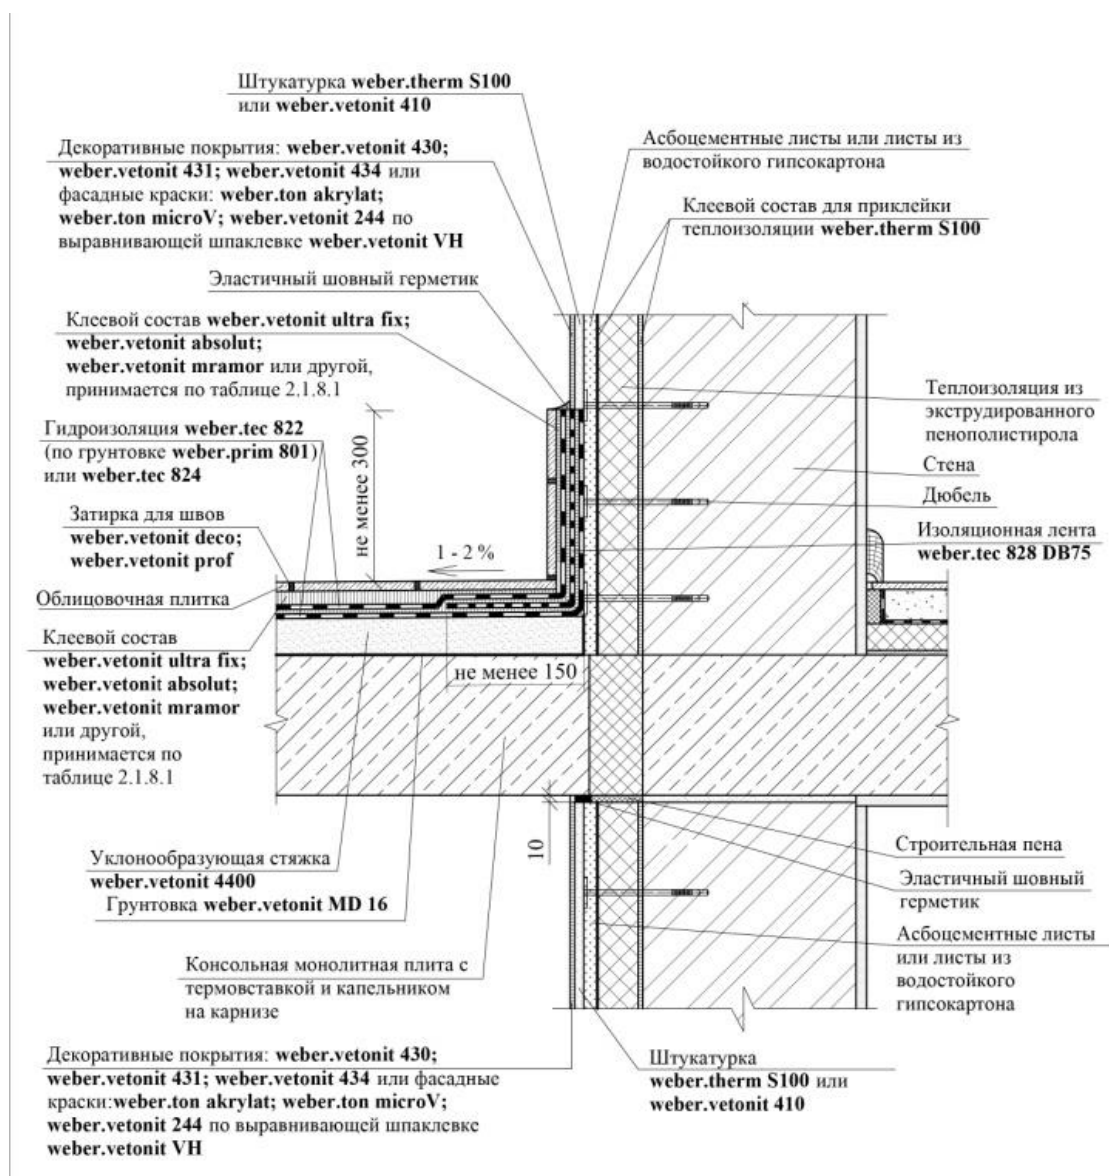 Штукатурка weber.therm S100
или weber.vetonit 410
Декоративные покрытия: weber.vetonit 430;
weber.vetonit 431; weber.vetonit 434 или
фасадные краски: weber.ton akrylat;
weber.ton microV; weber.vetonit 244 по
выравнивающей шпаклевке weber.vetonit VH
Эластичный шовный герметик
Клеевой состав weber.vetonit ultra fix;
weber.vetonit absolut;
weber.vetonit mramor или другой,
принимается по таблице 2.1.8.1
Гидроизоляция weber.tec 822
(по грунтовке weber.prim 801)
или weber.tec 824
Затирка для швов
weber.vetonit deco;
weber.vetonit prof
Облицовочная плитка
Клеевой состав
weber.vetonit ultra fix;
weber.vetonit absolut;
weber.vetonit mramor
или другой,
принимается по
таблице 2.1.8.1
не менее 300
1 - 2 %
не менее 150
10
Асбоцементные листы или листы из
водостойкого гипсокартона
Клеевой состав для приклейки
теплоизоляции weber.therm S100
Теплоизоляция из
экструдированного
пенополистирола
Стена
Дюбель
Изоляционная лента
weber.tec 828 DB75
Уклонообразующая стяжка
weber.vetonit 4400
Грунтовка weber.vetonit MD 16
Консольная монолитная плита с
термовставкой и капельником
на карнизе
Строительная пена
Эластичный шовный
герметик
Асбоцементные листы
или листы из
водостойкого
гипсокартона
Декоративные покрытия: weber.vetonit 430;
weber.vetonit 431; weber.vetonit 434 или фасадные
краски:weber.ton akrylat; weber.ton microV;
weber.vetonit 244 по выравнивающей шпаклевке
weber.vetonit VH
Штукатурка
weber.therm S100 или
weber.vetonit 410